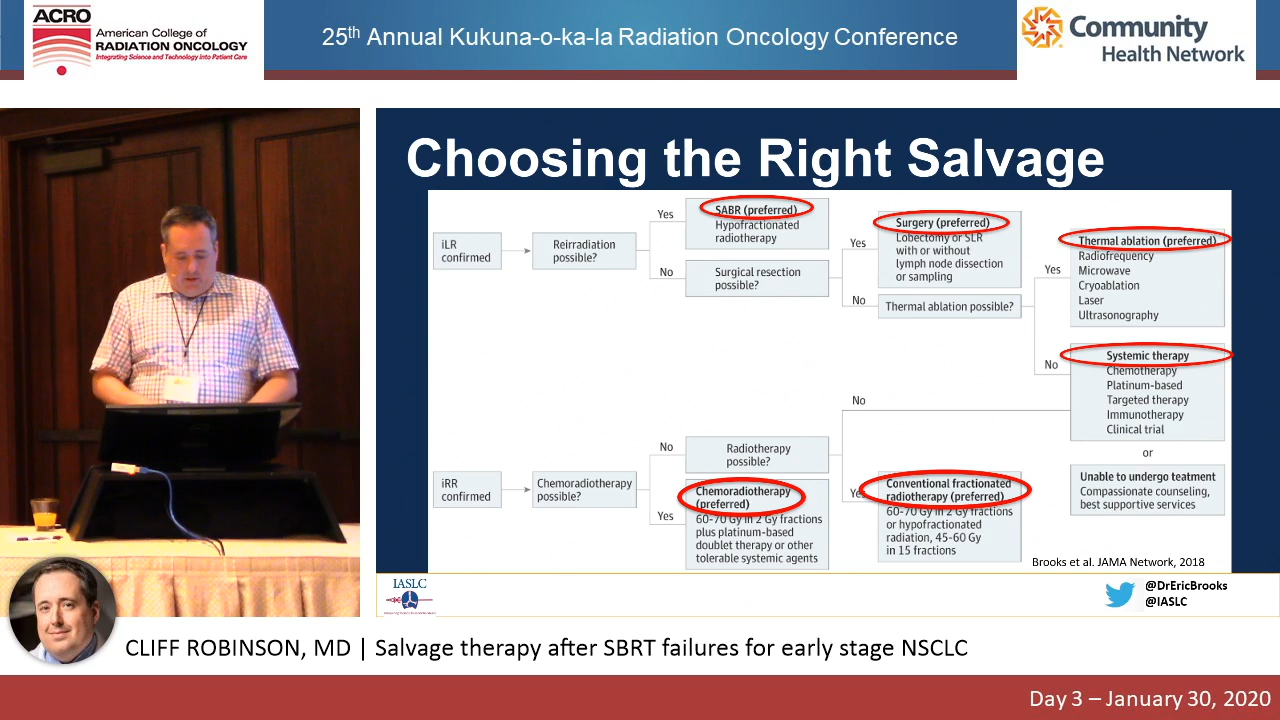 ACRO
American College of
RADIATION ONCOLOGY
Integrating Science and Technology Into Patient Care
25th Annual Kukuna-o-ka-la Radiation Oncology Conference
Community
Health Network
Choosing the Right Salvage
iLR
confirmed
Reirradiation
possible?
Yes
No
SABR (preferred)
Hypofractionated
radiotherapy
Surgical resection
possible?
Yes
No
Surgery (preferred)
Lobectomy or SLR
with or without
lymph node dissection
or sampling
Thermal ablation possible?
Yes
No
Thermal ablation (preferred)
Radiofrequency
Microwave
Cryoablation
Laser
Ultrasonography
Systemic therapy
Chemotherapy
Platinum-based
Targeted therapy
Immunotherapy
Clinical trial
or
Unable to undergo teatment
Compassionate counseling,
best supportive services
iRR
confirmed
Chemoradiotherapy
possible?
No
Yes
Radiotherapy
possible?
Chemoradiotherapy
(preferred)
60-70 Gy in 2 Gy fractions
plus platinum-based
doublet therapy or other
tolerable systemic agents
No
Yes
Conventional fractionated
radiotherapy (preferred)
60-70 Gy in 2 Gy fractions
or hypofractionated
radiation, 45-60 Gy
in 15 fractions
Brooks et al. JAMA Network, 2018
IASLC
@DrEricBrooks
@IASLC
CLIFF ROBINSON, MD | Salvage therapy after SBRT failures for early stage NSCLC
Day 3 – January 30, 2020